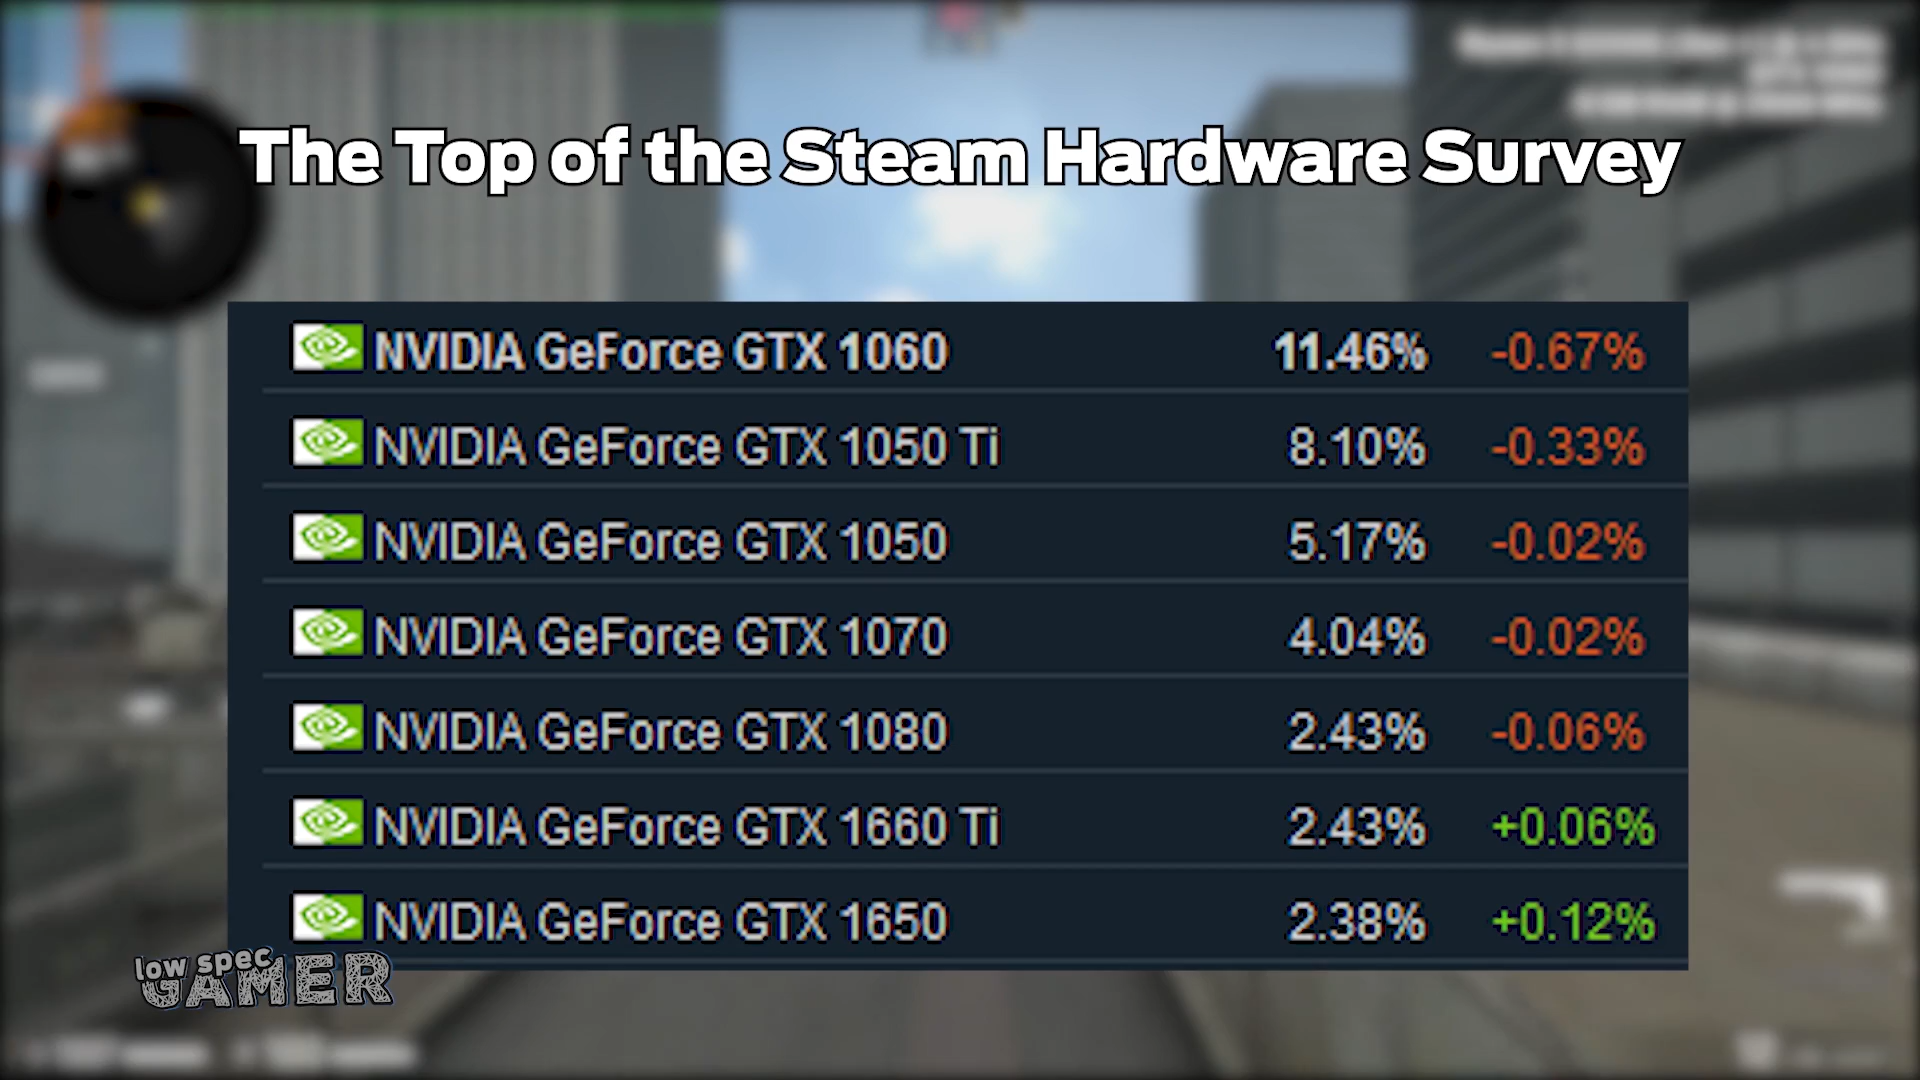 The Top of the Steam Hardware Survey
NVIDIA GeForce GTX 1060 11.46% -0.67%
NVIDIA GeForce GTX 1050 Ti 8.10% -0.33%
NVIDIA GeForce GTX 1050 5.17% -0.02%
NVIDIA GeForce GTX 1070 4.04% -0.02%
NVIDIA GeForce GTX 1080 2.43% -0.06%
NVIDIA GeForce GTX 1660 Ti 2.43% +0.06%
NVIDIA GeForce GTX 1650 2.38% +0.12%
low spec
GAMER